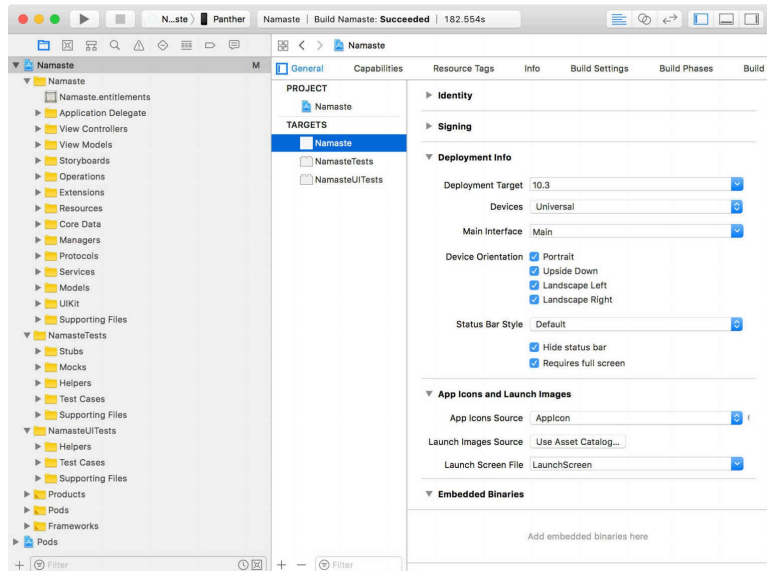 N...ste Panther
Namaste | Build Namaste: Succeeded | 182.554s
Namaste M
Namaste
Namaste.entitlements
Application Delegate
View Controllers
View Models
Storyboards
Operations
Extensions
Resources
Core Data
Managers
Protocols
Services
Models
UIKit
Supporting Files
NamasteTests
Stubs
Mocks
Helpers
Test Cases
Supporting Files
NamasteUITests
Helpers
Test Cases
Supporting Files
Products
Pods
Frameworks
Pods
Filter
Namaste
General Capabilities Resource Tags Info Build Settings Build Phases Build
PROJECT
Namaste
TARGETS
Namaste
NamasteTests
NamasteUITests
Filter
Identity
Signing
Deployment Info
Deployment Target 10.3
Devices Universal
Main Interface Main
Device Orientation Portrait
Upside Down
Landscape Left
Landscape Right
Status Bar Style Default
Hide status bar
Requires full screen
App Icons and Launch Images
App Icons Source AppIcon
Launch Images Source Use Asset Catalog...
Launch Screen File LaunchScreen
Embedded Binaries
Add embedded binaries here